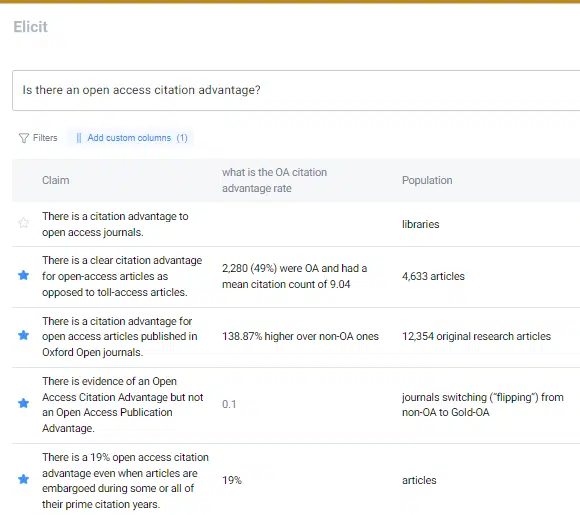 Elicit
Is there an open access citation advantage?
Filters
Add custom columns (1)
Claim
what is the OA citation
advantage rate
Population
There is a citation advantage to
open access journals.
libraries
There is a clear citation advantage
for open-access articles as
opposed to toll-access articles.
2,280 (49%) were OA and had a
mean citation count of 9.04
4,633 articles
There is a citation advantage for
open access articles published in
Oxford Open journals.
138.87% higher over non-OA ones
12,354 original research articles
There is evidence of an Open
Access Citation Advantage but not
an Open Access Publication
Advantage.
0.1
journals switching (“flipping”) from
non-OA to Gold-OA
There is a 19% open access citation
advantage even when articles are
embargoed during some or all of
their prime citation years.
19%
articles